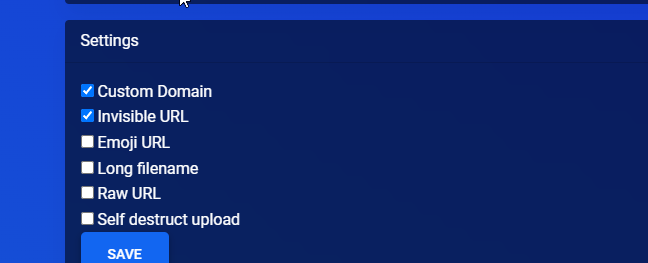 Settings
Custom Domain
Invisible URL
Emoji URL
Long filename
Raw URL
Self destruct upload
SAVE